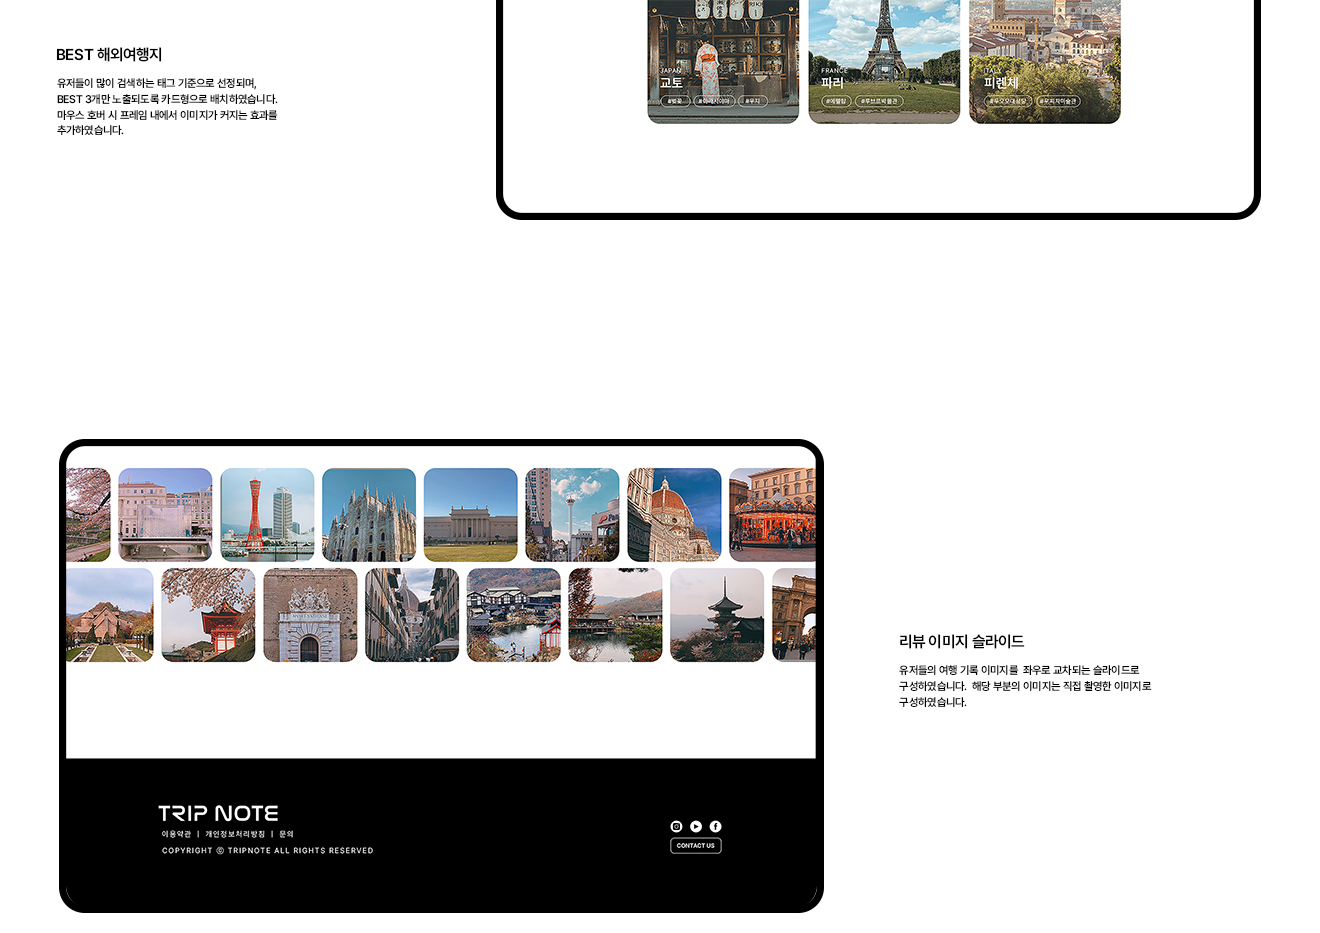 BEST 해외여행지
유저들이 많이 검색하는 태그 기준으로 선정되며,
BEST 3개만 노출되도록 카드형으로 배치하였습니다.
마우스 호버 시 프레임 내에서 이미지가 커지는 효과를
추가하였습니다.
JAPAN
교토
#벚꽃 #아라시야마 #우지
FRANCE
파리
#에펠탑 #루브르박물관
ITALY
피렌체
#두오모대성당 #우피치미술관
리뷰 이미지 슬라이드
유저들의 여행 기록 이미지를 좌우로 교차되는 슬라이드로
구성하였습니다. 해당 부분의 이미지는 직접 촬영한 이미지로
구성하였습니다.
TRIP NOTE
이용약관 | 개인정보처리방침 | 문의
COPYRIGHT ⓒ TRIPNOTE ALL RIGHTS RESERVED
CONTACT US